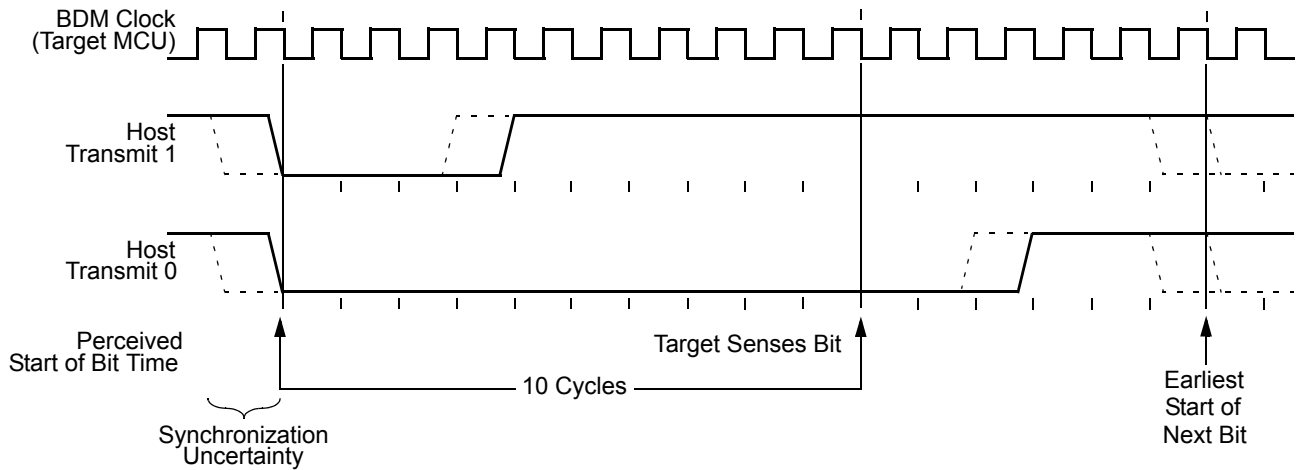 BDM Clock
(Target MCU)
Host
Transmit 1
Host
Transmit 0
Perceived
Start of Bit Time
Target Senses Bit
10 Cycles
Synchronization
Uncertainty
Earliest
Start of
Next Bit